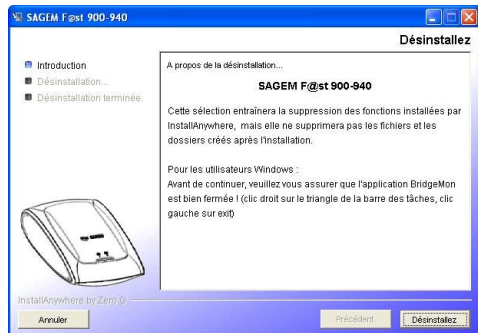 SAGEM F@st 900-940
Désinstallez
Introduction
Désinstallation...
Désinstallation terminée
A propos de la désinstallation...
SAGEM F@st 900-940
Cette sélection entraînera la suppression des fonctions installées par
InstallAnywhere, mais elle ne supprimera pas les fichiers et les
dossiers créés après l'installation.
Pour les utilisateurs Windows :
Avant de continuer, veuillez vous assurer que l'application BridgeMon
est bien fermée ! (clic droit sur le triangle de la barre des tâches, clic
gauche sur exit)
InstallAnywhere by Zero G
Annuler
Précédent
Désinstallez